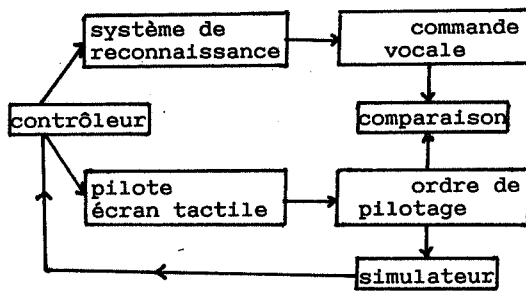 système de
reconnaissance
commande
vocale
contrôleur
comparaison
pilote
écran tactile
ordre de
pilotage
simulateur